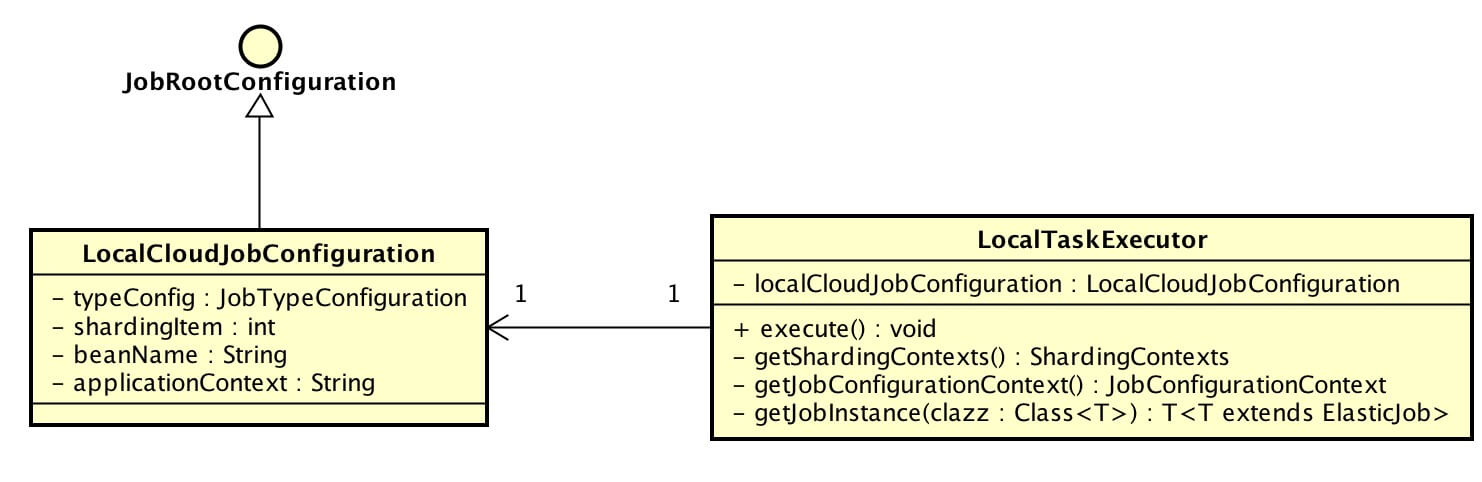 JobRootConfiguration
LocalCloudJobConfiguration
- typeConfig : JobTypeConfiguration
- shardingItem : int
- beanName : String
- applicationContext : String
1
1
LocalTaskExecutor
- localCloudJobConfiguration : LocalCloudJobConfiguration
+ execute() : void
- getShardingContexts() : ShardingContexts
- getJobConfigurationContext() : JobConfigurationContext
- getJobInstance(clazz : Class<T>) : T<T extends ElasticJob>